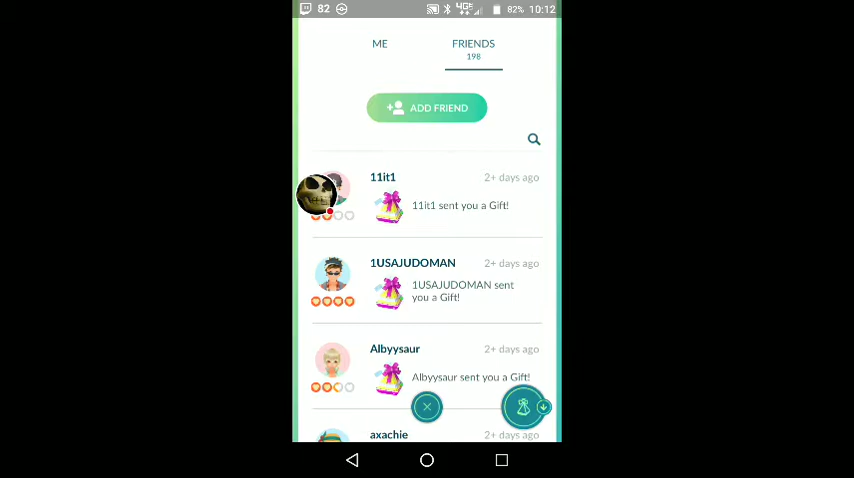 82 4GE 82% 10:12
ME FRIENDS
198
ADD FRIEND
11it1 2+ days ago
11it1 sent you a Gift!
1USAJUDOMAN 2+ days ago
1USAJUDOMAN sent
you a Gift!
Albyysaur 2+ days ago
Albyysaur sent you a Gift!
axachie 2+ days ago